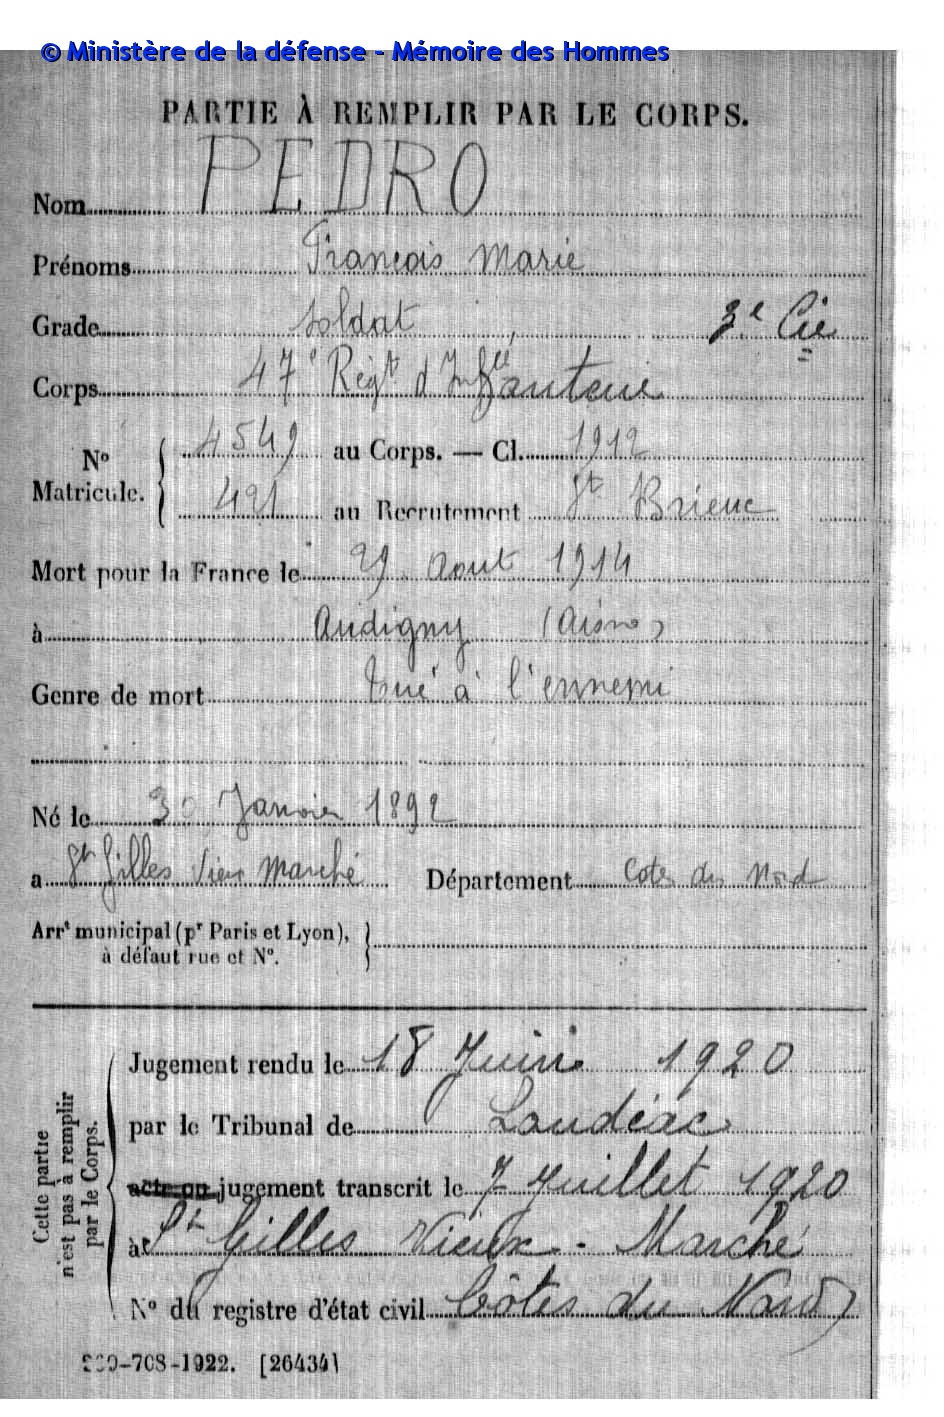 © Ministère de la défense - Mémoire des Hommes
PARTIE À REMPLIR PAR LE CORPS.
Nom PEDRO
Prénoms François Marie
Grade Soldat 3e Cie
Corps 47e Régt d'Infanterie
No Matricule. 4549 au Corps. — Cl. 1912
491 au Recrutement St Brieuc
Mort pour la France le 29 Aout 1914
à Audigny (Aisne)
Genre de mort tué à l'ennemi
Né le 30 Janvier 1892
a St Gilles Vieux Marché Département Cotes du Nord
Arrt municipal (pr Paris et Lyon),
à défaut rue et No.
Cette partie n'est pas à remplir par le Corps.
Jugement rendu le 18 Juin 1920
par le Tribunal de Loudéac
acte ou jugement transcrit le 7 Juillet 1920
à St Gilles Vieux-Marché
No du registre d'état civil Côtes du Nord)
-708-1922. [26434]